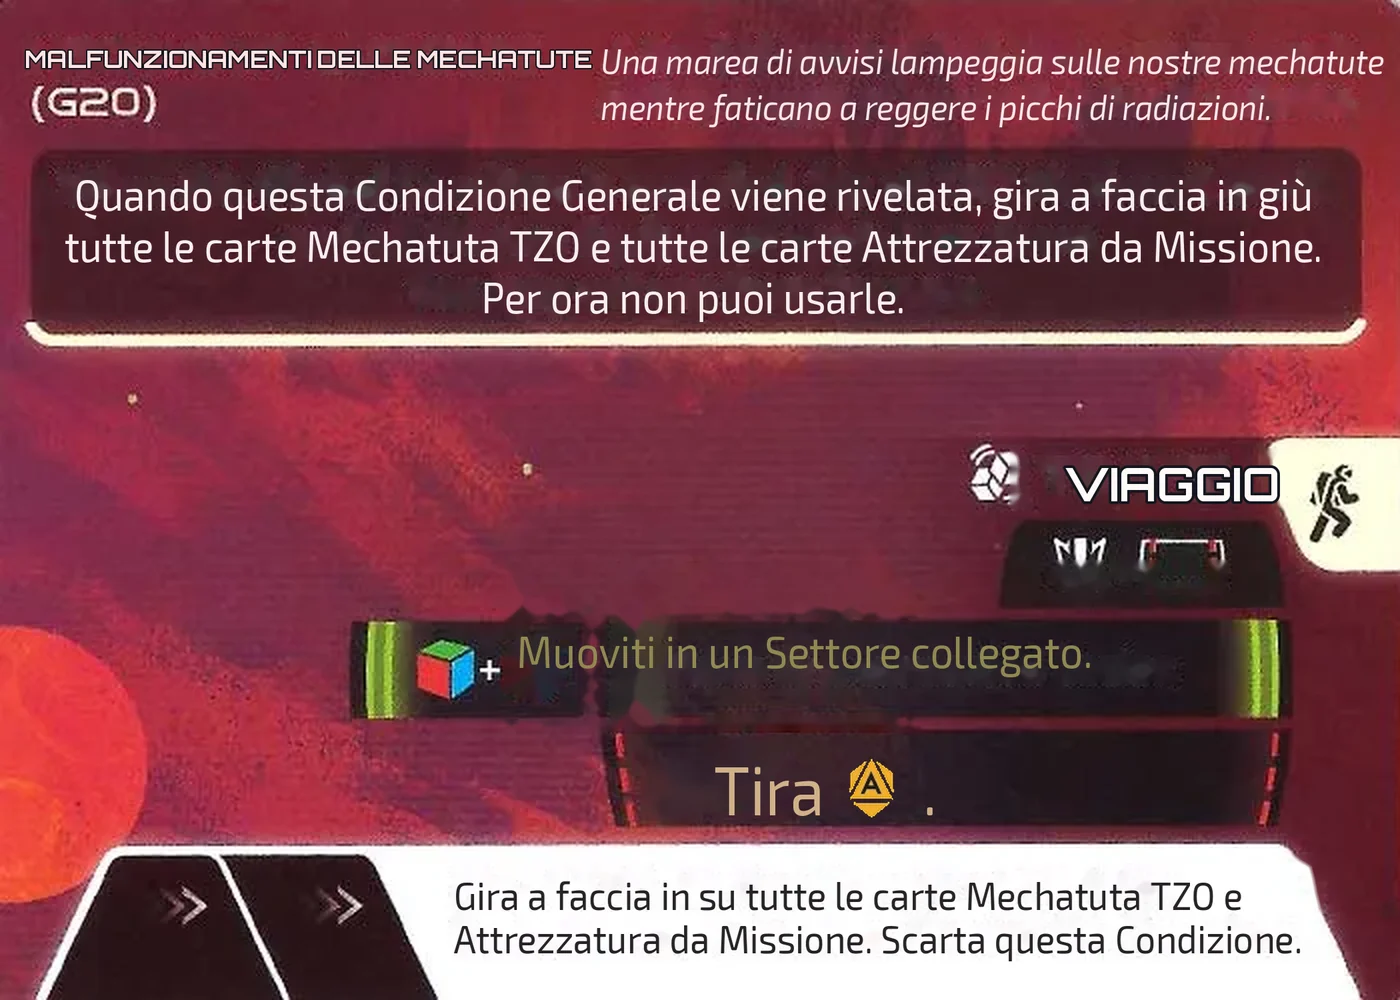 MALFUNZIONAMENTI DELLE MECHATUTE
(G20)
Una marea di avvisi lampeggia sulle nostre mechatute
mentre faticano a reggere i picchi di radiazioni.
Quando questa Condizione Generale viene rivelata, gira a faccia in giù
tutte le carte Mechatuta TZO e tutte le carte Attrezzatura da Missione.
Per ora non puoi usarle.
VIAGGIO
+ Muoviti in un Settore collegato.
Tira A .
Gira a faccia in su tutte le carte Mechatuta TZO e
Attrezzatura da Missione. Scarta questa Condizione.